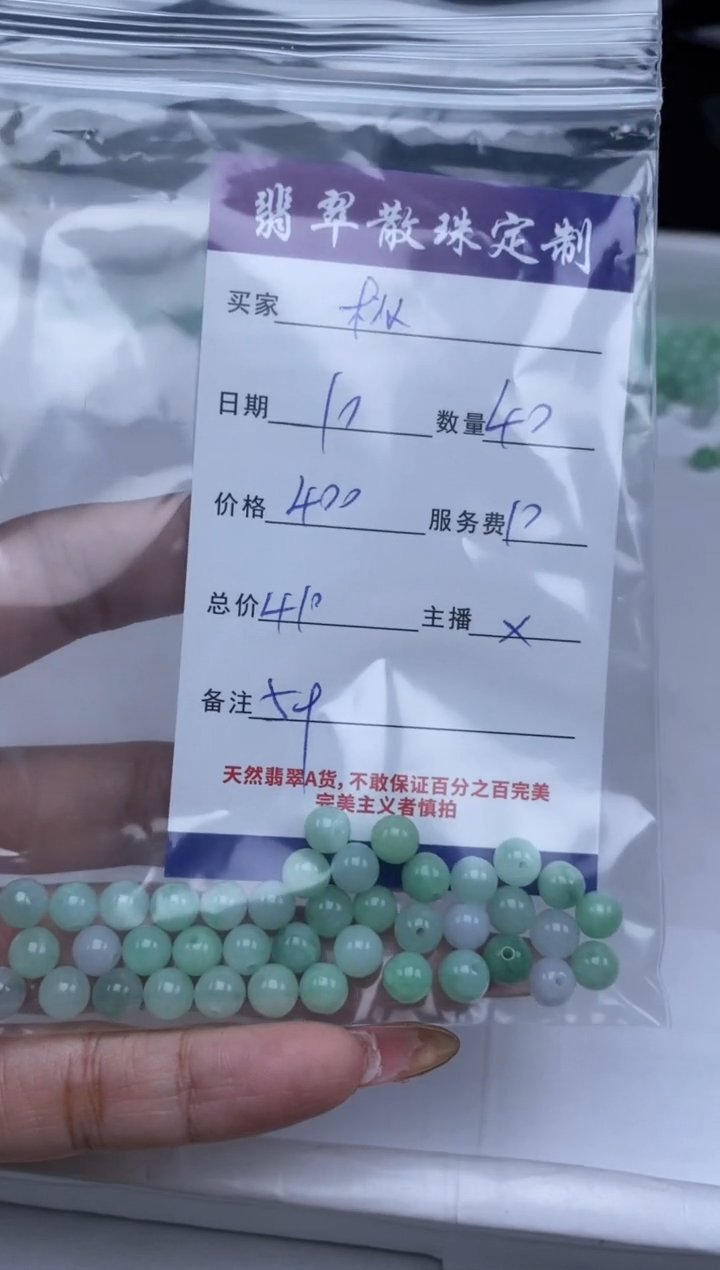 翡翠散珠定制
买家
日期 10 数量 40
价格 400 服务费 10
总价 410 主播 X
备注
天然翡翠A货，不敢保证百分之百完美
完美主义者慎拍